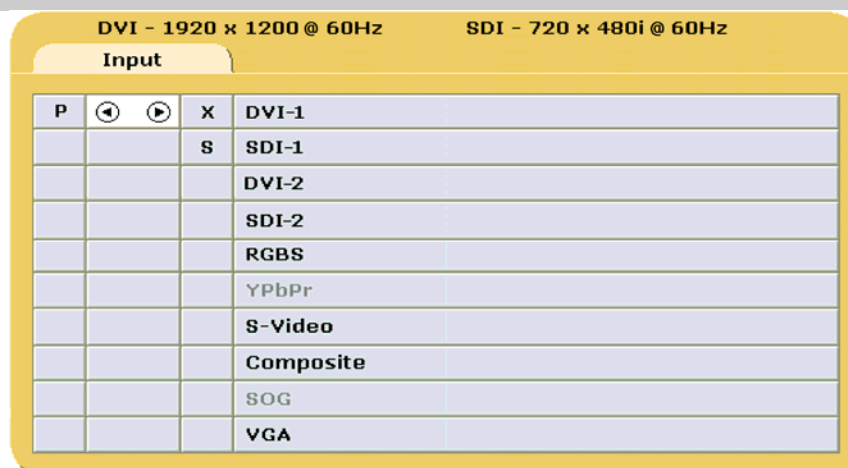 DVI - 1920 x 1200 @ 60Hz SDI - 720 x 480i @ 60Hz
Input
P X DVI-1
S SDI-1
DVI-2
SDI-2
RGBS
YPbPr
S-Video
Composite
SOG
VGA